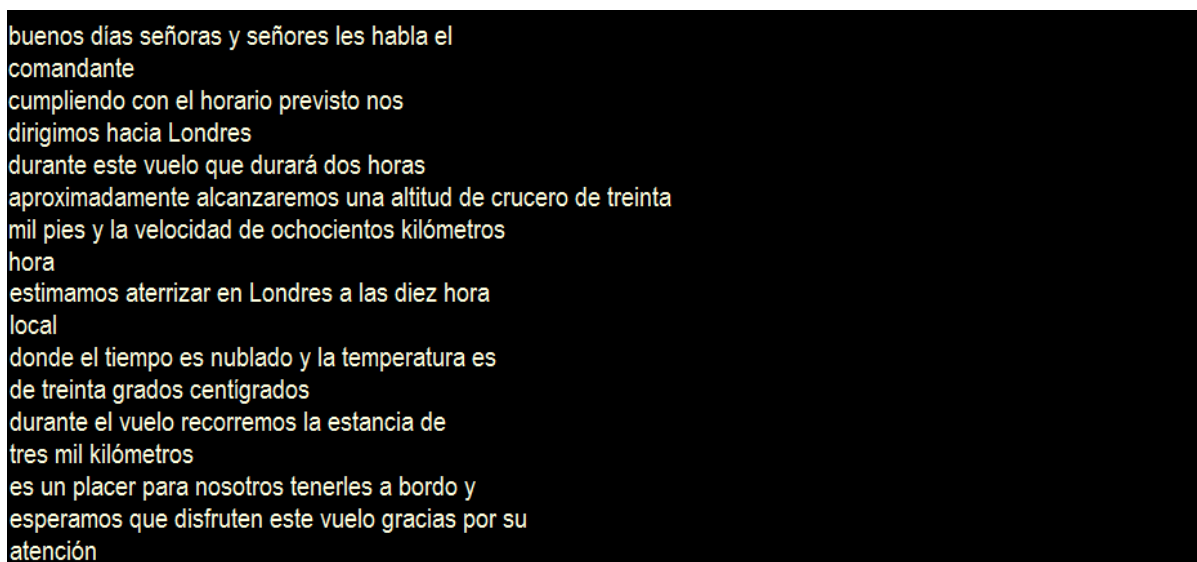 buenos días señoras y señores les habla el
comandante
cumpliendo con el horario previsto nos
dirigimos hacia Londres
durante este vuelo que durará dos horas
aproximadamente alcanzaremos una altitud de crucero de treinta
mil pies y la velocidad de ochocientos kilómetros
hora
estimamos aterrizar en Londres a las diez hora
local
donde el tiempo es nublado y la temperatura es
de treinta grados centígrados
durante el vuelo recorremos la estancia de
tres mil kilómetros
es un placer para nosotros tenerles a bordo y
esperamos que disfruten este vuelo gracias por su
atención